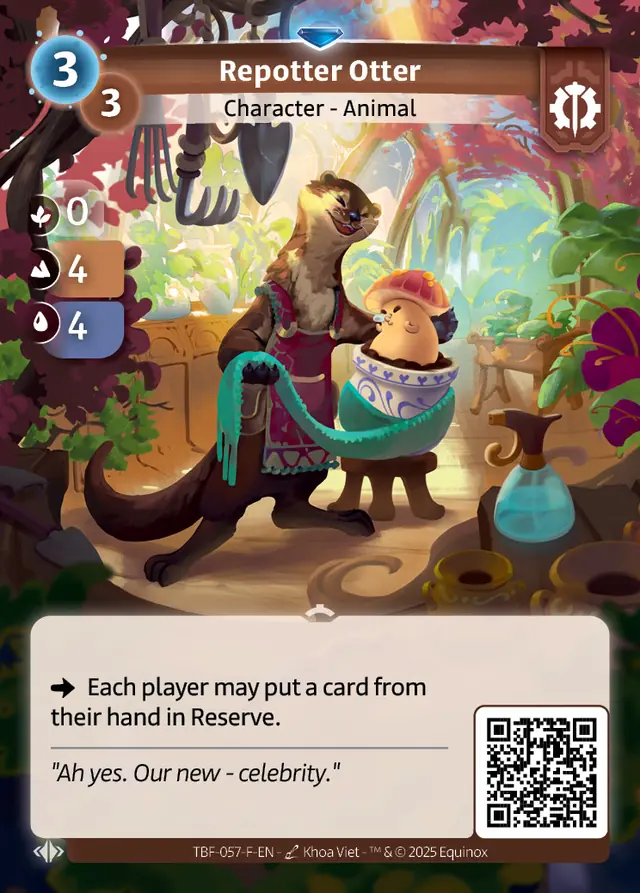 3
Repotter Otter
3
Character - Animal
0
4
4
Each player may put a card from
their hand in Reserve.
"Ah yes. Our new - celebrity."
TBF-057-F-EN - Khoa Viet - ™ & © 2025 Equinox